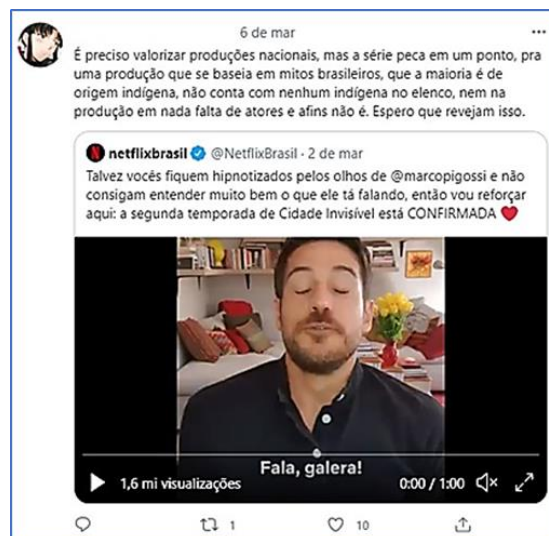 6 de mar
É preciso valorizar produções nacionais, mas a série peca em um ponto, pra
uma produção que se baseia em mitos brasileiros, que a maioria é de
origem indígena, não conta com nenhum indígena no elenco, nem na
produção em nada falta de atores e afins não é. Espero que revejam isso.
netflixbrasil @NetflixBrasil · 2 de mar
Talvez vocês fiquem hipnotizados pelos olhos de @marcopigossi e não
consigam entender muito bem o que ele tá falando, então vou reforçar
aqui: a segunda temporada de Cidade Invisível está CONFIRMADA ❤️
Fala, galera!
1,6 mi visualizações 0:00 / 1:00
1 10